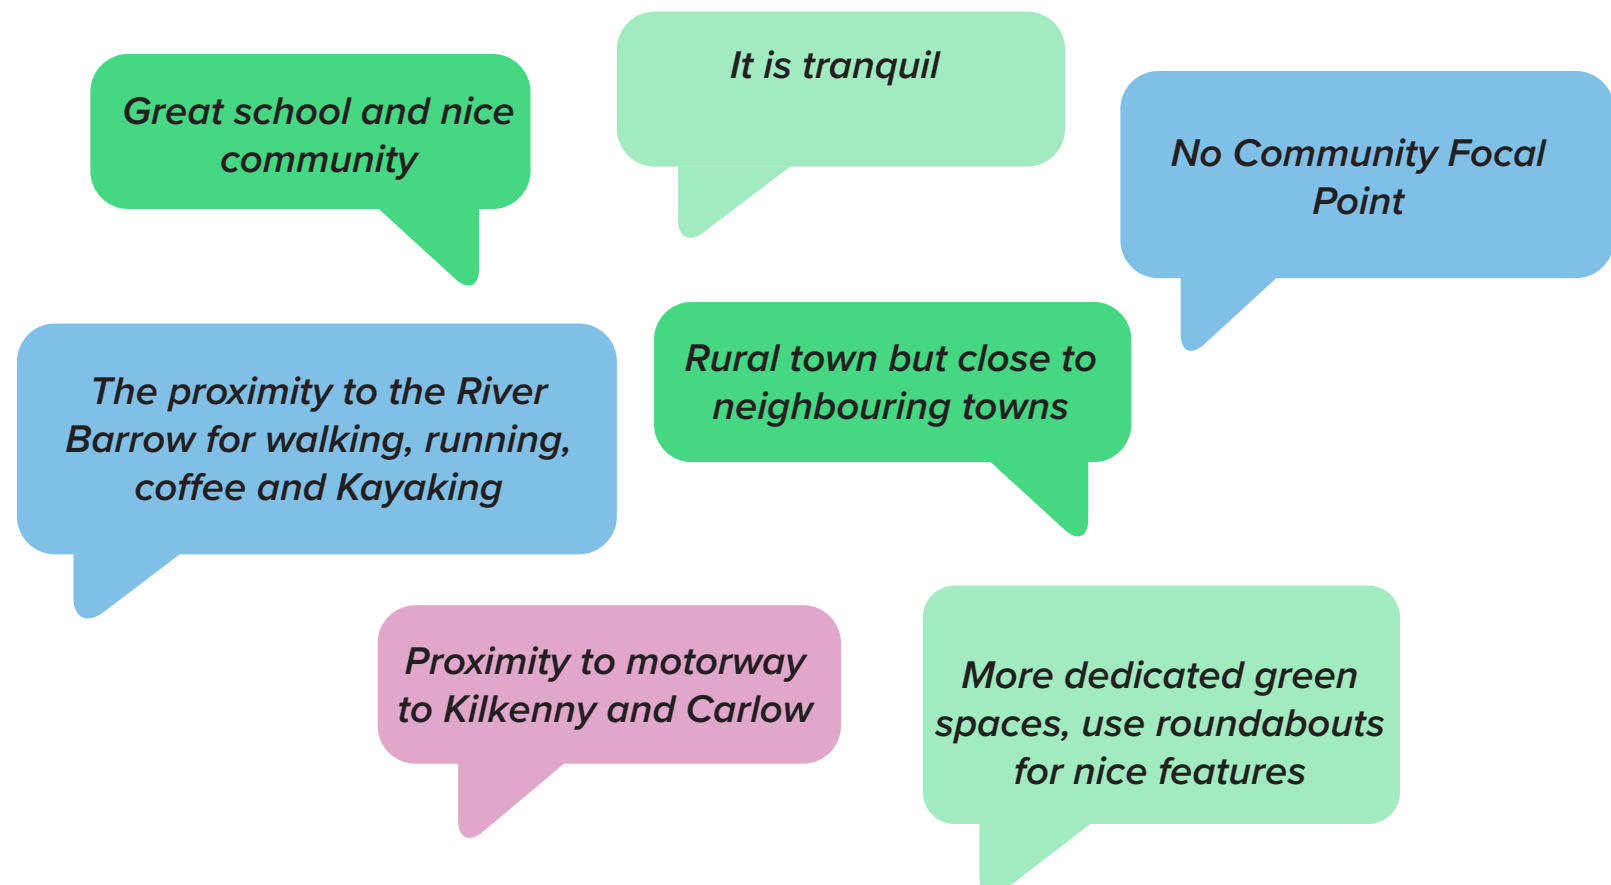 Great school and nice
community
It is tranquil
No Community Focal
Point
The proximity to the River
Barrow for walking, running,
coffee and Kayaking
Rural town but close to
neighbouring towns
Proximity to motorway
to Kilkenny and Carlow
More dedicated green
spaces, use roundabouts
for nice features